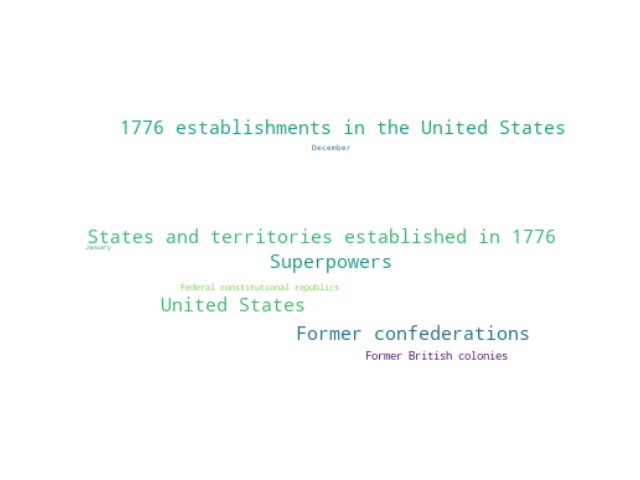 1776 establishments in the United States
December
States and territories established in 1776
January
Superpowers
Federal constitutional republics
United States
Former confederations
Former British colonies